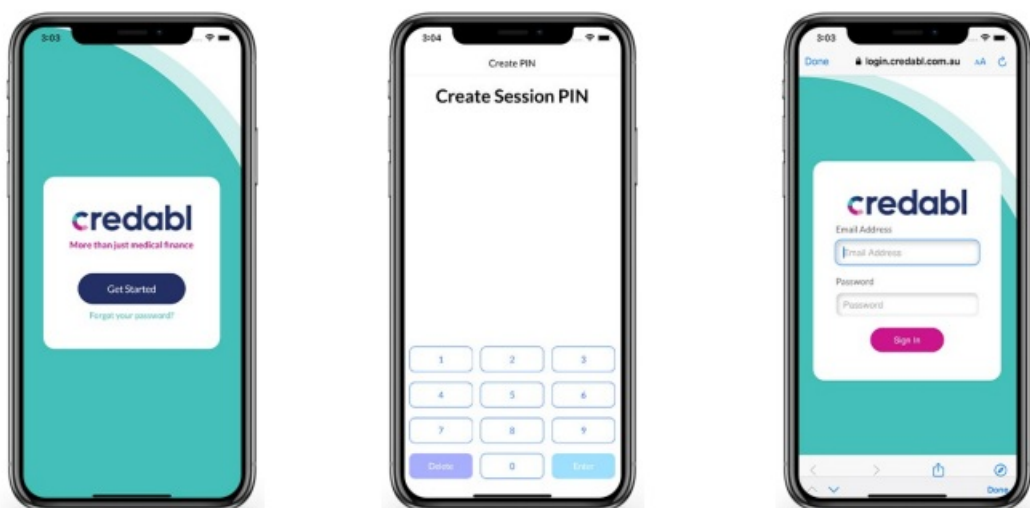 3:03
credabl
More than just medical finance
Get Started
Forgot your password?
3:04
Create PIN
Create Session PIN
1 2 3
4 5 6
7 8 9
Delete 0 Enter
3:03
Done login.credabl.com.au AA
credabl
Email Address
Email Address
Password
Password
Sign In
Done